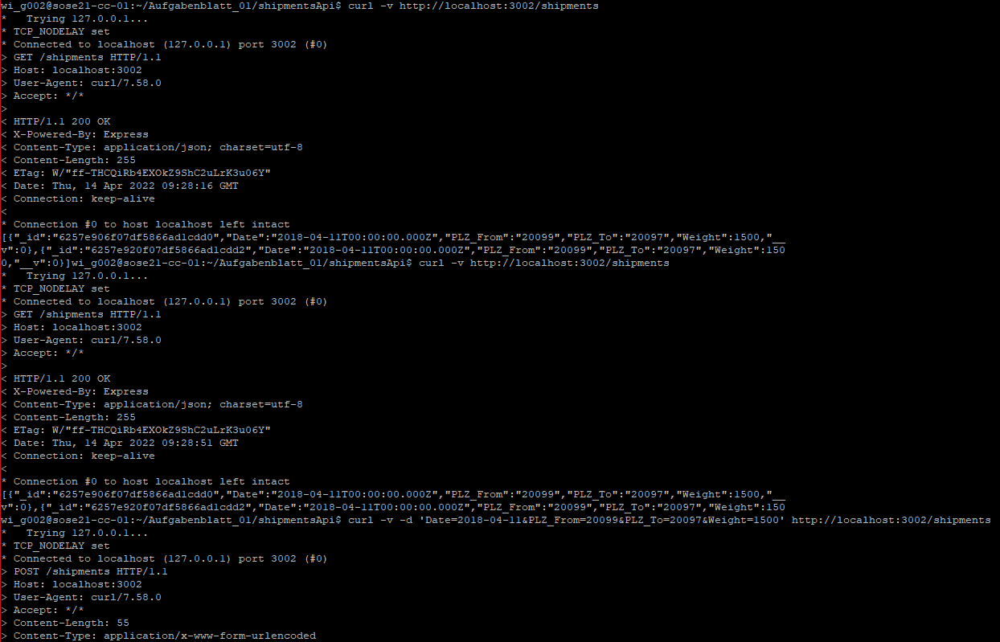 wi_g002@sose21-cc-01:~/Aufgabenblatt_01/shipmentsApi$ curl -v http://localhost:3002/shipments
*   Trying 127.0.0.1...
* TCP_NODELAY set
* Connected to localhost (127.0.0.1) port 3002 (#0)
> GET /shipments HTTP/1.1
> Host: localhost:3002
> User-Agent: curl/7.58.0
> Accept: */*
>
< HTTP/1.1 200 OK
< X-Powered-By: Express
< Content-Type: application/json; charset=utf-8
< Content-Length: 255
< ETag: W/"ff-THCQiRb4EXOkZ9ShC2uLrK3u06Y"
< Date: Thu, 14 Apr 2022 09:28:16 GMT
< Connection: keep-alive
<
* Connection #0 to host localhost left intact
[{"_id":"6257e906f07df5866ad1cdd0","Date":"2018-04-11T00:00:00.000Z","PLZ_From":"20099","PLZ_To":"20097","Weight":1500,"__
v":0},{"_id":"6257e920f07df5866ad1cdd2","Date":"2018-04-11T00:00:00.000Z","PLZ_From":"20099","PLZ_To":"20097","Weight":150
0,"__v":0}]wi_g002@sose21-cc-01:~/Aufgabenblatt_01/shipmentsApi$ curl -v http://localhost:3002/shipments
*   Trying 127.0.0.1...
* TCP_NODELAY set
* Connected to localhost (127.0.0.1) port 3002 (#0)
> GET /shipments HTTP/1.1
> Host: localhost:3002
> User-Agent: curl/7.58.0
> Accept: */*
>
< HTTP/1.1 200 OK
< X-Powered-By: Express
< Content-Type: application/json; charset=utf-8
< Content-Length: 255
< ETag: W/"ff-THCQiRb4EXOkZ9ShC2uLrK3u06Y"
< Date: Thu, 14 Apr 2022 09:28:51 GMT
< Connection: keep-alive
<
* Connection #0 to host localhost left intact
[{"_id":"6257e906f07df5866ad1cdd0","Date":"2018-04-11T00:00:00.000Z","PLZ_From":"20099","PLZ_To":"20097","Weight":1500,"__
v":0},{"_id":"6257e920f07df5866ad1cdd2","Date":"2018-04-11T00:00:00.000Z","PLZ_From":"20099","PLZ_To":"20097","Weight":150
wi_g002@sose21-cc-01:~/Aufgabenblatt_01/shipmentsApi$ curl -v -d 'Date=2018-04-11&PLZ_From=20099&PLZ_To=20097&Weight=1500' http://localhost:3002/shipments
*   Trying 127.0.0.1...
* TCP_NODELAY set
* Connected to localhost (127.0.0.1) port 3002 (#0)
> POST /shipments HTTP/1.1
> Host: localhost:3002
> User-Agent: curl/7.58.0
> Accept: */*
> Content-Length: 55
> Content-Type: application/x-www-form-urlencoded